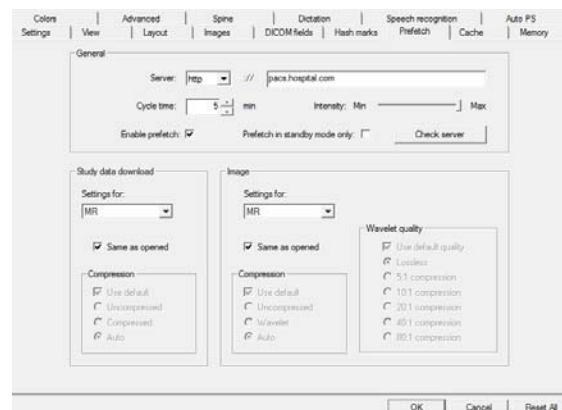 Colors Advanced Spine Dictation Speech recognition Auto PS
Settings View Layout Images DICOM fields Hash marks Prefetch Cache Memory
General
Server: http :// pacs.hospital.com
Cycle time: 5 min Intensity: Min Max
Enable prefetch: Prefetch in standby mode only: Check server
Study data download
Settings for:
MR
Same as opened
Compression
Use default
Uncompressed
Compressed
Auto
Image
Settings for:
MR
Same as opened
Compression
Use default
Uncompressed
Wavelet
Auto
Wavelet quality
Use default quality
Lossless
5:1 compression
10:1 compression
20:1 compression
40:1 compression
80:1 compression
OK Cancel Reset All